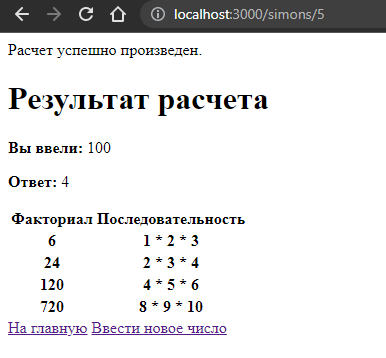 localhost:3000/simons/5
Расчет успешно произведен.
Результат расчета
Вы ввели: 100
Ответ: 4
Факториал Последовательность
6 1 * 2 * 3
24 2 * 3 * 4
120 4 * 5 * 6
720 8 * 9 * 10
На главную Ввести новое число